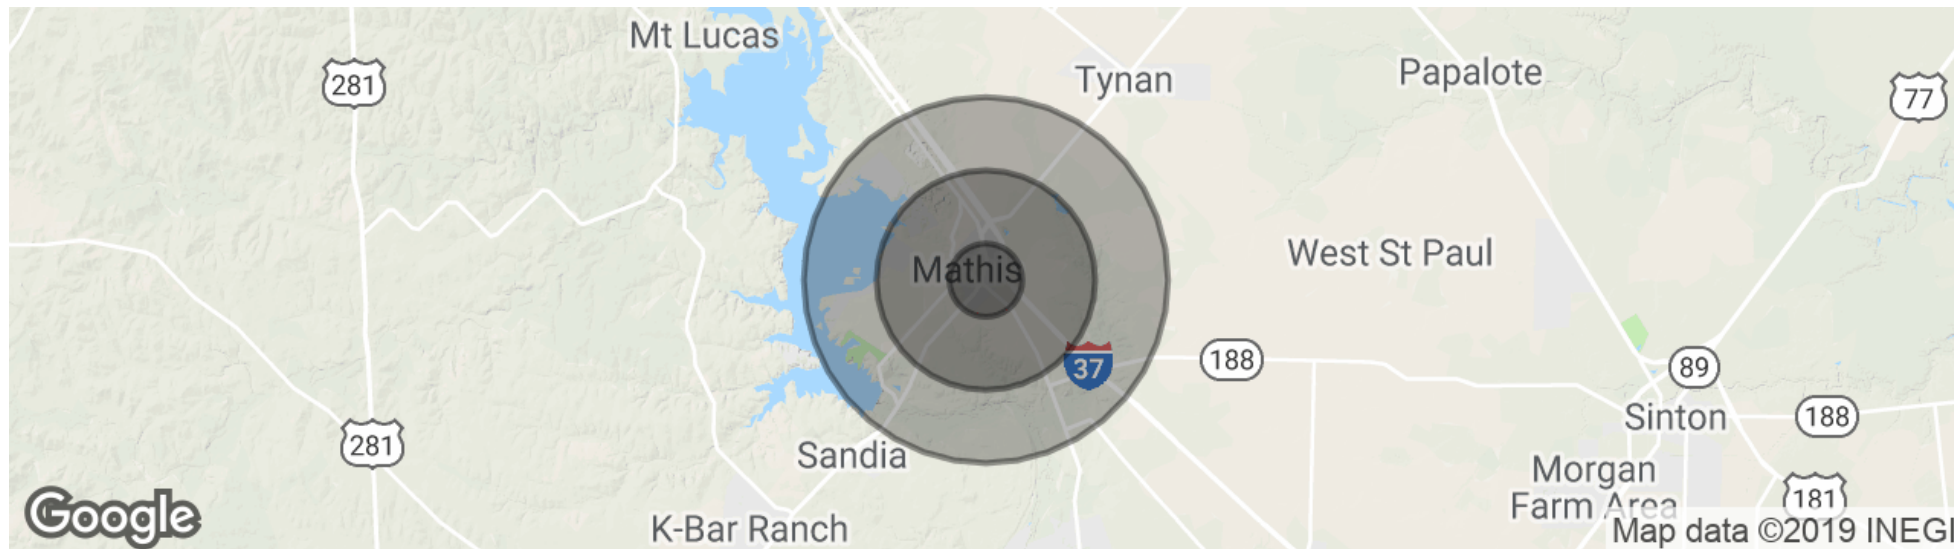 Mt Lucas
Tynan
Papalote
281
77
Mathis
West St Paul
37
188
89
Sinton
188
281
Sandia
Morgan
Farm Area
181
Google
K-Bar Ranch
Map data ©2019 INEGI